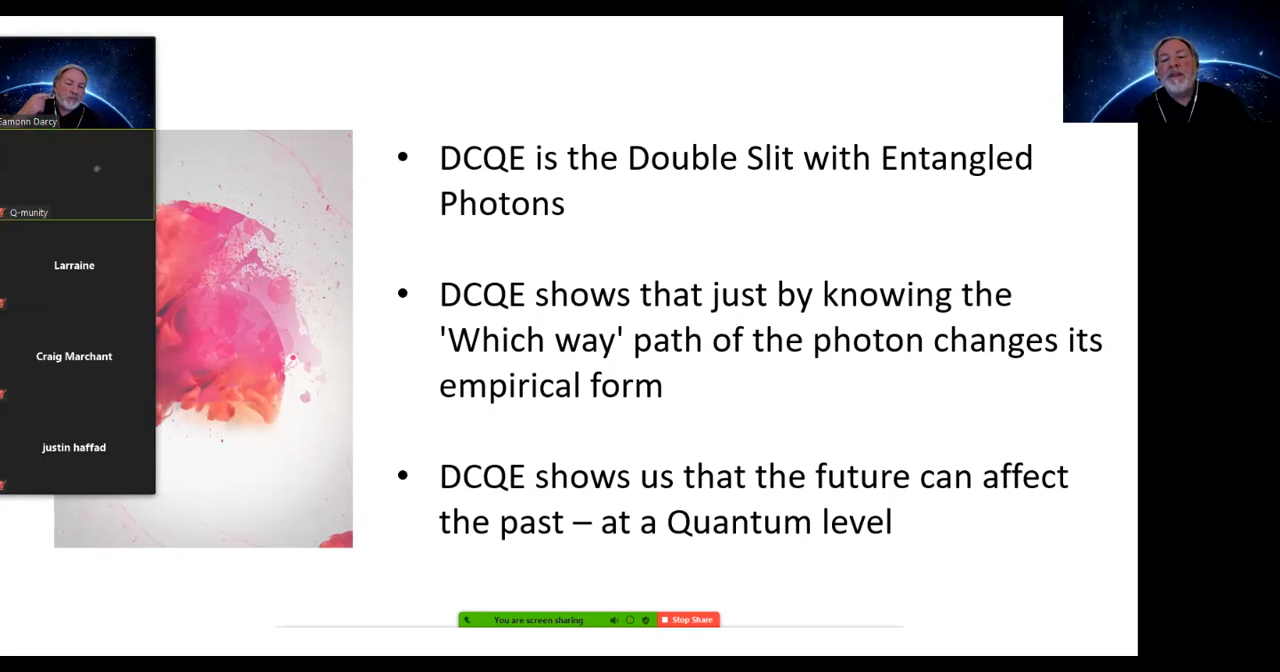 Eamonn Darcy
Q-munity
Larraine
Craig Marchant
justin haffad
• DCQE is the Double Slit with Entangled
Photons
• DCQE shows that just by knowing the
'Which way' path of the photon changes its
empirical form
• DCQE shows us that the future can affect
the past – at a Quantum level
You are screen sharing
Stop Share